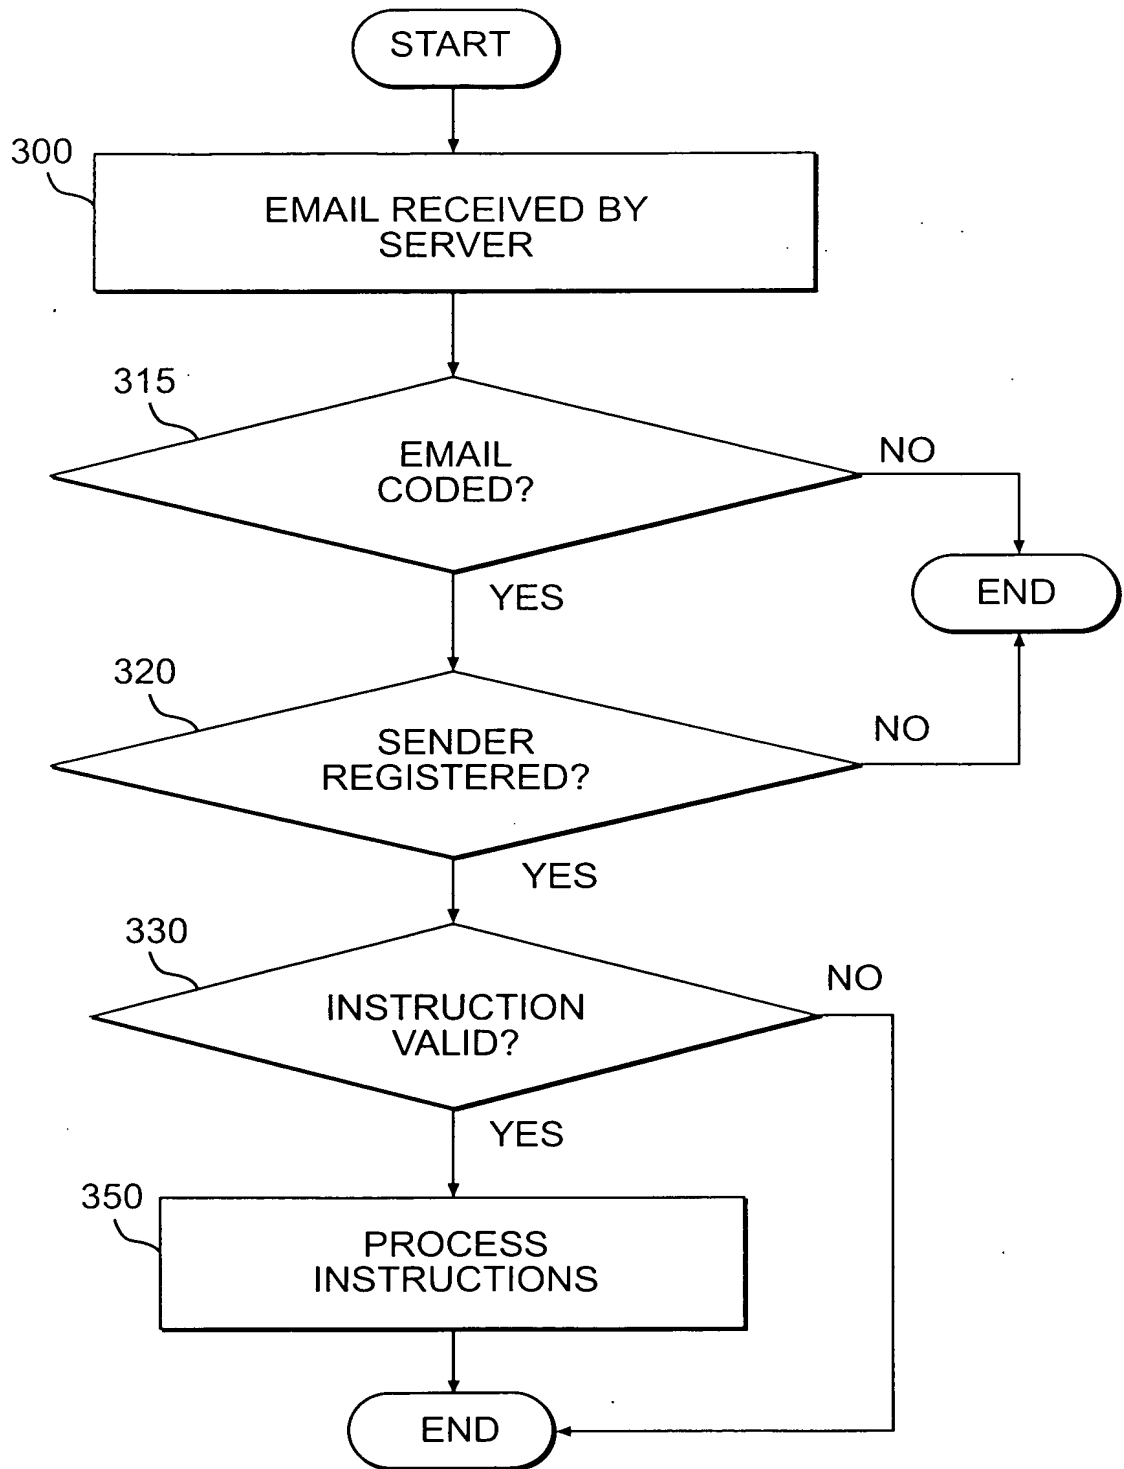 START
300
EMAIL RECEIVED BY
SERVER
315
EMAIL
CODED?
NO
YES
END
320
SENDER
REGISTERED?
NO
YES
330
INSTRUCTION
VALID?
NO
YES
350
PROCESS
INSTRUCTIONS
END